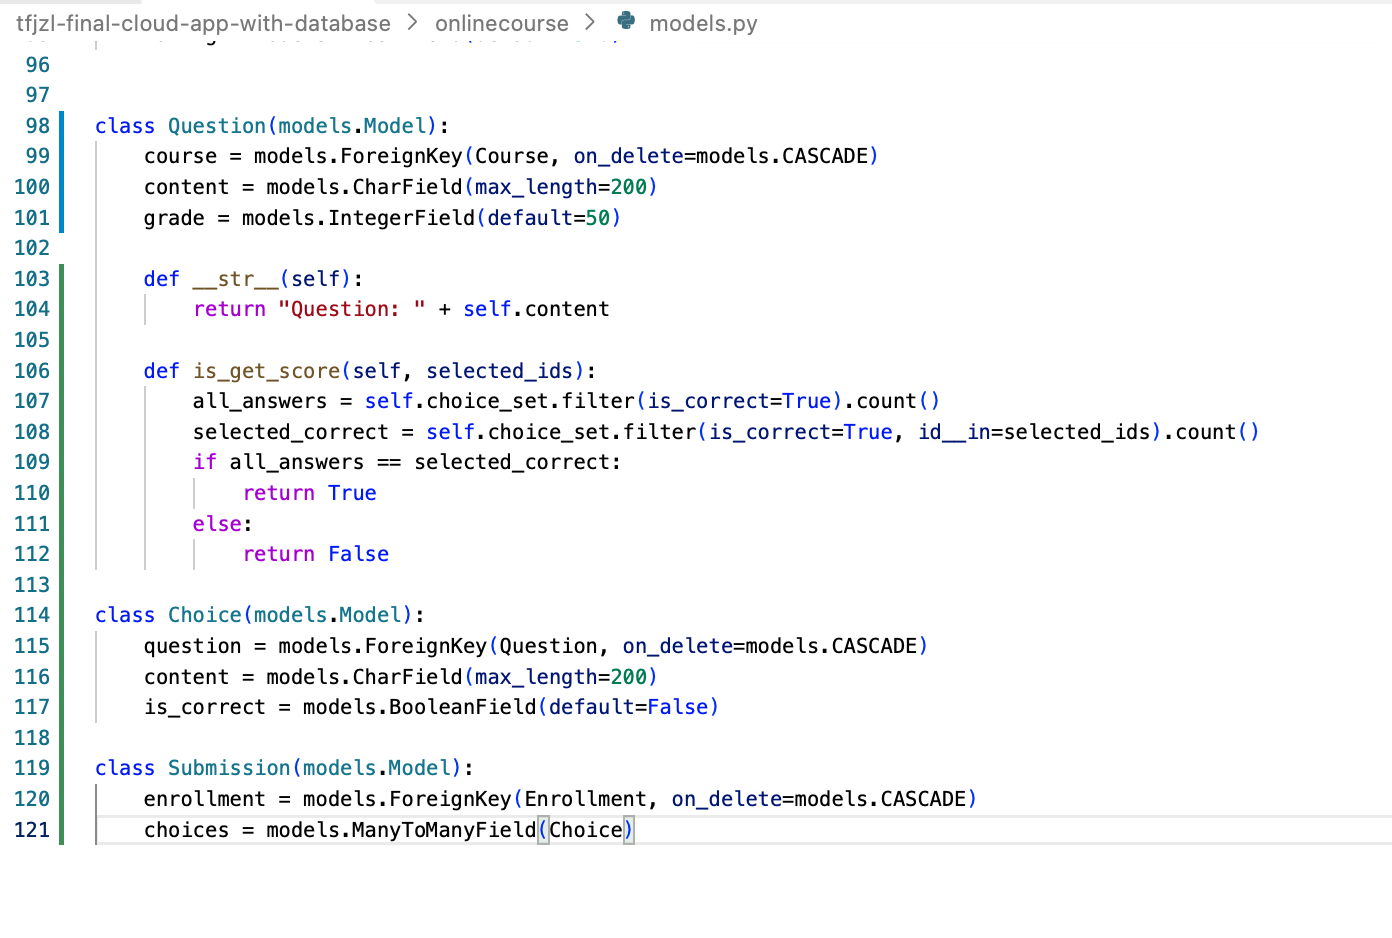 tfjzl-final-cloud-app-with-database > onlinecourse > models.py
96
97
98 class Question(models.Model):
99     course = models.ForeignKey(Course, on_delete=models.CASCADE)
100     content = models.CharField(max_length=200)
101     grade = models.IntegerField(default=50)
102
103     def __str__(self):
104         return "Question: " + self.content
105
106     def is_get_score(self, selected_ids):
107         all_answers = self.choice_set.filter(is_correct=True).count()
108         selected_correct = self.choice_set.filter(is_correct=True, id__in=selected_ids).count()
109         if all_answers == selected_correct:
110             return True
111         else:
112             return False
113
114 class Choice(models.Model):
115     question = models.ForeignKey(Question, on_delete=models.CASCADE)
116     content = models.CharField(max_length=200)
117     is_correct = models.BooleanField(default=False)
118
119 class Submission(models.Model):
120     enrollment = models.ForeignKey(Enrollment, on_delete=models.CASCADE)
121     choices = models.ManyToManyField(Choice)